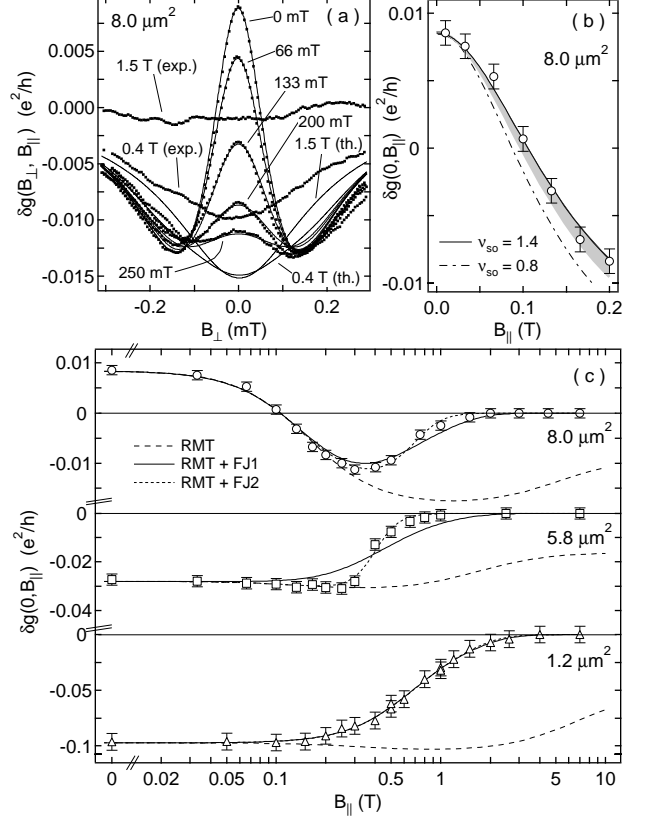 8.0 μm²
( a )
0 mT
66 mT
133 mT
200 mT
1.5 T (exp.)
0.4 T (exp.)
1.5 T (th.)
0.4 T (th.)
250 mT
δg(B⊥, B||) (e²/h)
0.005
0.000
-0.005
-0.010
-0.015
-0.2
0.0
0.2
B⊥ (mT)
( b )
8.0 μm²
δg(0,B||) (e²/h)
0.01
0
-0.01
νso = 1.4
νso = 0.8
0.0
0.1
0.2
B|| (T)
( c )
δg(0,B||) (e²/h)
0.01
0
-0.01
8.0 μm²
RMT
RMT + FJ1
RMT + FJ2
0
-0.02
-0.04
5.8 μm²
0
-0.05
-0.1
1.2 μm²
0
0.02
0.05
0.1
0.5
1
5
10
B|| (T)